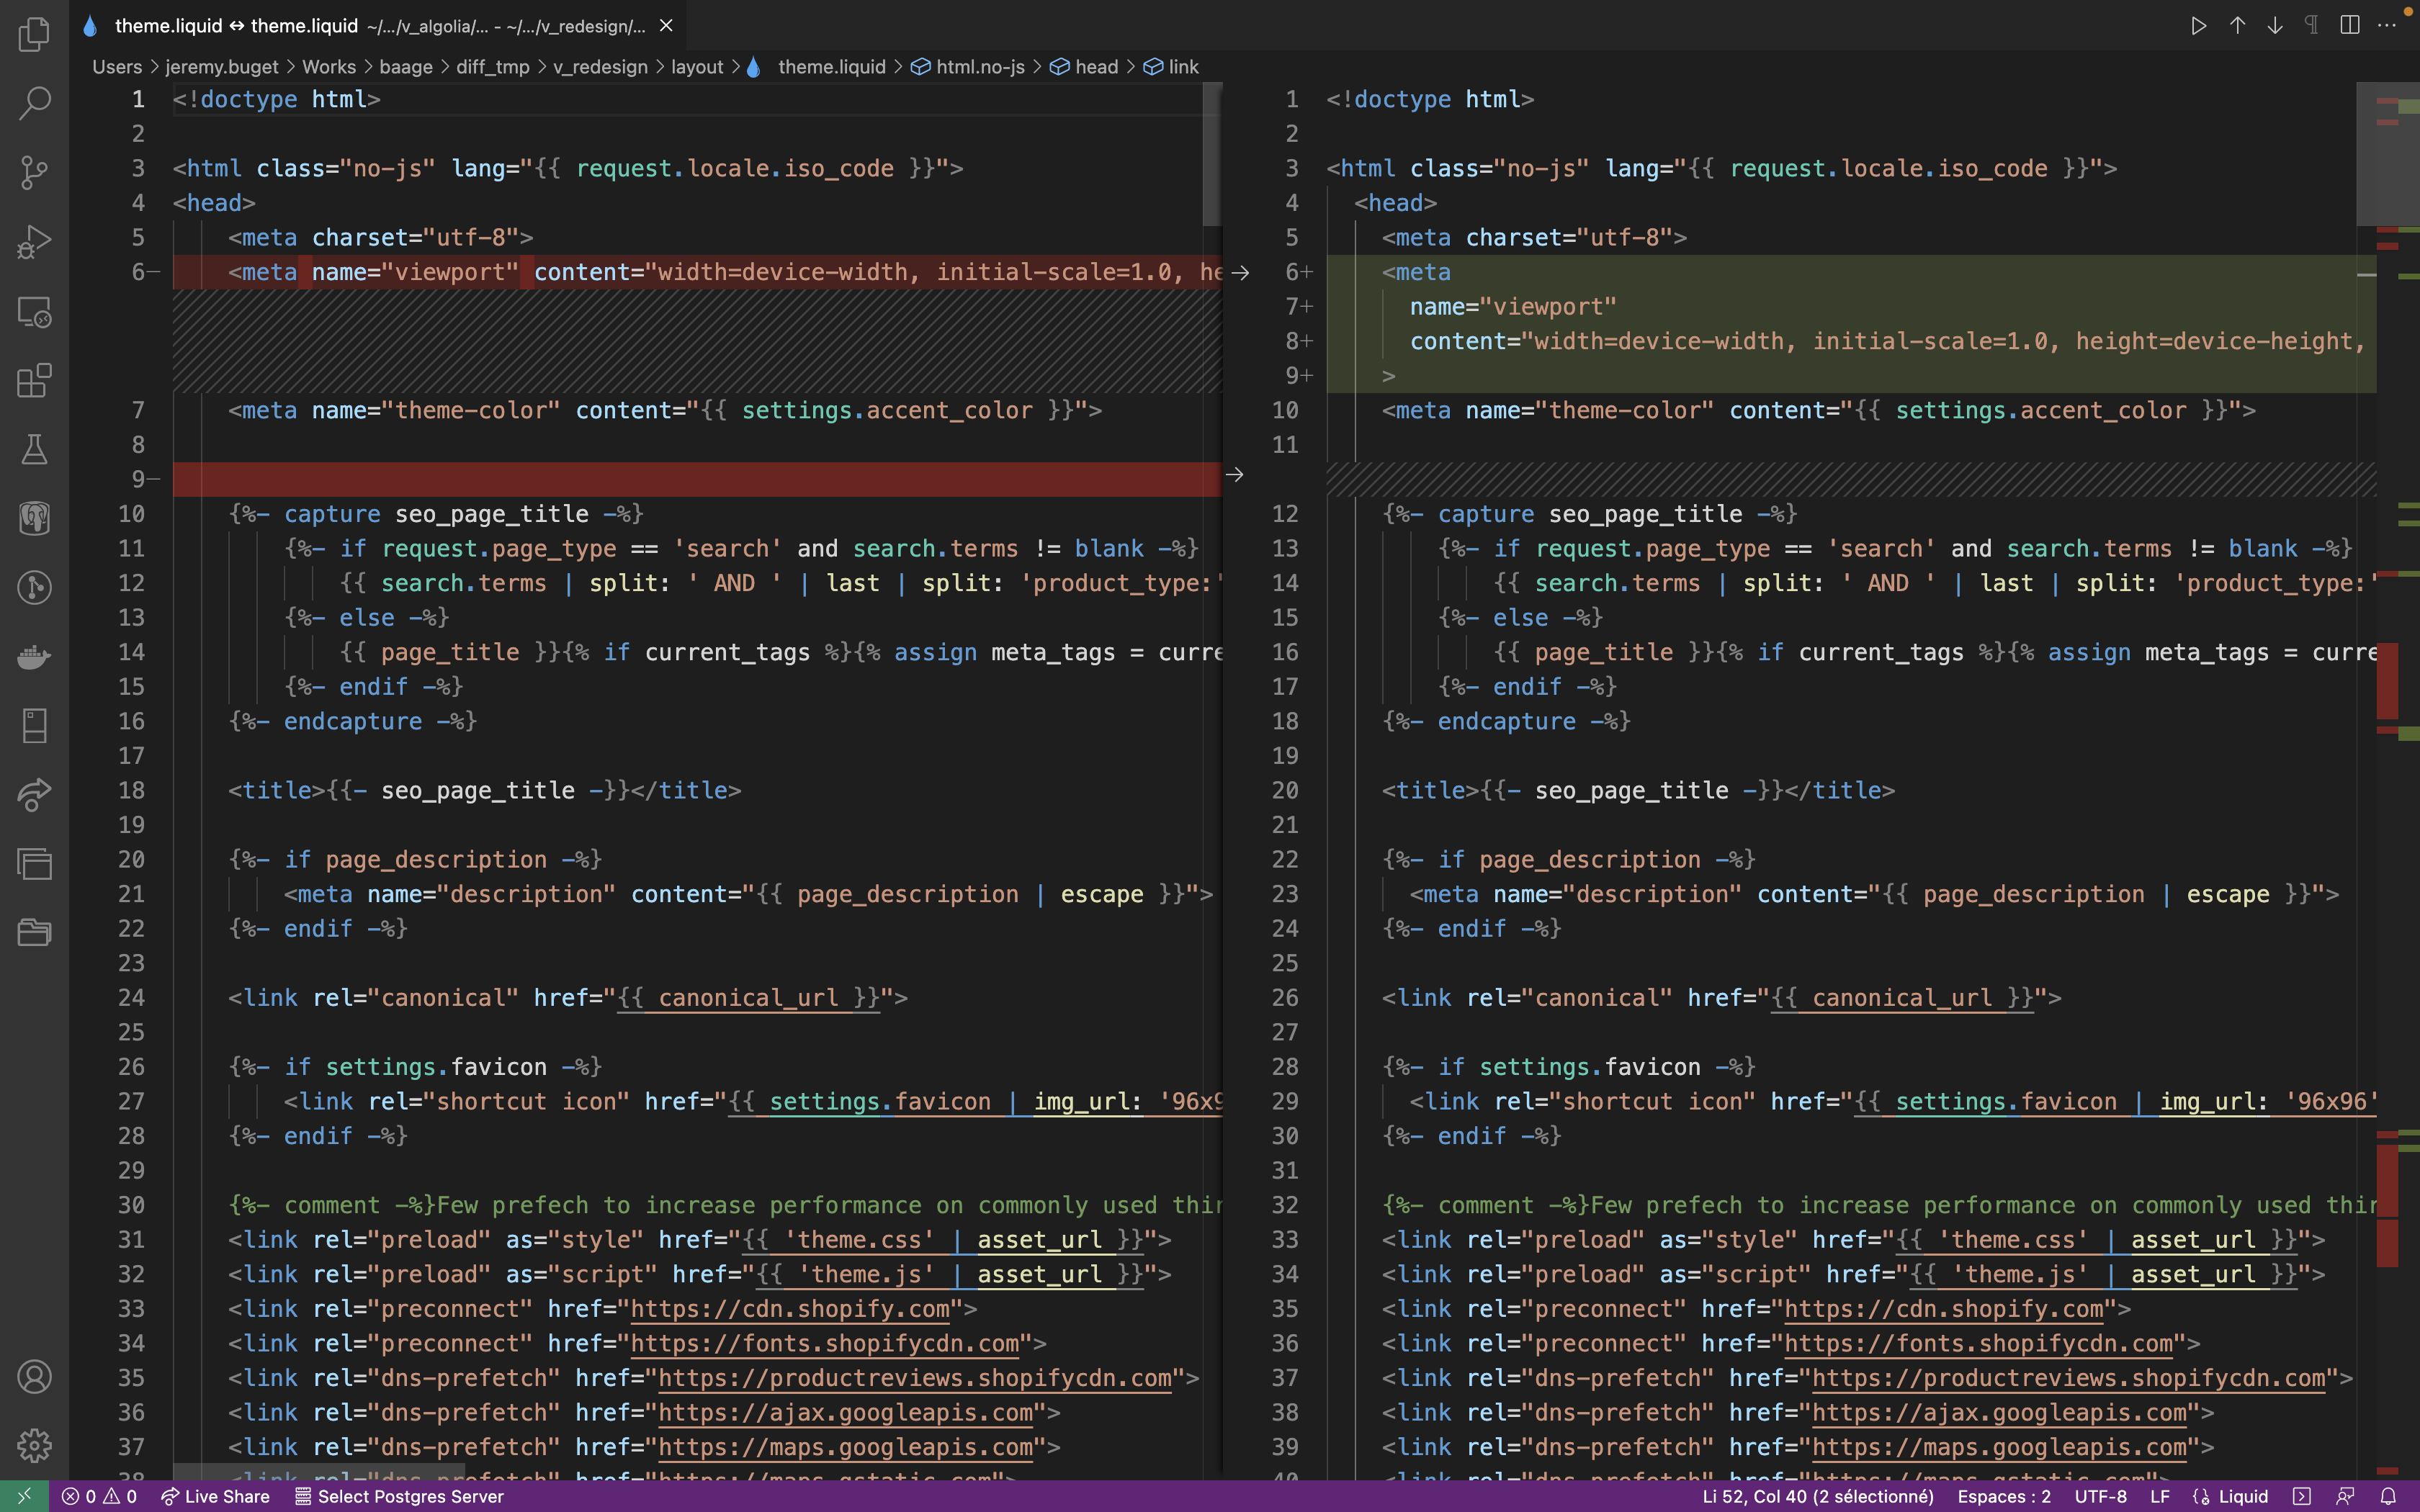 theme.liquid ↔ theme.liquid ~/.../v_algolia/... - ~/.../v_redesign/...
Users > jeremy.buget > Works > baage > diff_tmp > v_redesign > layout > theme.liquid > html.no-js > head > link
1 <!doctype html>
2
3 <html class="no-js" lang="{{ request.locale.iso_code }}">
4 <head>
5 <meta charset="utf-8">
6− <meta name="viewport" content="width=device-width, initial-scale=1.0, he
7 <meta name="theme-color" content="{{ settings.accent_color }}">
8
9−
10 {%- capture seo_page_title -%}
11 {%- if request.page_type == 'search' and search.terms != blank -%}
12 {{ search.terms | split: ' AND ' | last | split: 'product_type:'
13 {%- else -%}
14 {{ page_title }}{% if current_tags %}{% assign meta_tags = curre
15 {%- endif -%}
16 {%- endcapture -%}
17
18 <title>{{- seo_page_title -}}</title>
19
20 {%- if page_description -%}
21 <meta name="description" content="{{ page_description | escape }}">
22 {%- endif -%}
23
24 <link rel="canonical" href="{{ canonical_url }}">
25
26 {%- if settings.favicon -%}
27 <link rel="shortcut icon" href="{{ settings.favicon | img_url: '96x9
28 {%- endif -%}
29
30 {%- comment -%}Few prefech to increase performance on commonly used thir
31 <link rel="preload" as="style" href="{{ 'theme.css' | asset_url }}">
32 <link rel="preload" as="script" href="{{ 'theme.js' | asset_url }}">
33 <link rel="preconnect" href="https://cdn.shopify.com">
34 <link rel="preconnect" href="https://fonts.shopifycdn.com">
35 <link rel="dns-prefetch" href="https://productreviews.shopifycdn.com">
36 <link rel="dns-prefetch" href="https://ajax.googleapis.com">
37 <link rel="dns-prefetch" href="https://maps.googleapis.com">
38 <link rel="dns-prefetch" href="https://maps.gstatic.com">
1 <!doctype html>
2
3 <html class="no-js" lang="{{ request.locale.iso_code }}">
4 <head>
5 <meta charset="utf-8">
6+ <meta
7+ name="viewport"
8+ content="width=device-width, initial-scale=1.0, height=device-height,
9+ >
10 <meta name="theme-color" content="{{ settings.accent_color }}">
11
12 {%- capture seo_page_title -%}
13 {%- if request.page_type == 'search' and search.terms != blank -%}
14 {{ search.terms | split: ' AND ' | last | split: 'product_type:'
15 {%- else -%}
16 {{ page_title }}{% if current_tags %}{% assign meta_tags = curre
17 {%- endif -%}
18 {%- endcapture -%}
19
20 <title>{{- seo_page_title -}}</title>
21
22 {%- if page_description -%}
23 <meta name="description" content="{{ page_description | escape }}">
24 {%- endif -%}
25
26 <link rel="canonical" href="{{ canonical_url }}">
27
28 {%- if settings.favicon -%}
29 <link rel="shortcut icon" href="{{ settings.favicon | img_url: '96x96'
30 {%- endif -%}
31
32 {%- comment -%}Few prefech to increase performance on commonly used thir
33 <link rel="preload" as="style" href="{{ 'theme.css' | asset_url }}">
34 <link rel="preload" as="script" href="{{ 'theme.js' | asset_url }}">
35 <link rel="preconnect" href="https://cdn.shopify.com">
36 <link rel="preconnect" href="https://fonts.shopifycdn.com">
37 <link rel="dns-prefetch" href="https://productreviews.shopifycdn.com">
38 <link rel="dns-prefetch" href="https://ajax.googleapis.com">
39 <link rel="dns-prefetch" href="https://maps.googleapis.com">
40 <link rel="dns-prefetch" href="https://maps.gstatic.com">
0 0 Live Share Select Postgres Server Li 52, Col 40 (2 sélectionné) Espaces : 2 UTF-8 LF Liquid